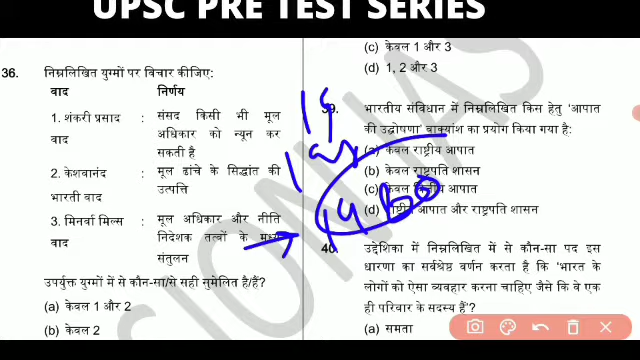 UPSC PRE TEST SERIES
36. निम्नलिखित युग्मों पर विचार कीजिए:
वाद निर्णय
1. शंकरी प्रसाद वाद : संसद किसी भी मूल अधिकार को न्यून कर सकती है
2. केशवानंद भारती वाद : मूल ढांचे के सिद्धांत की उत्पत्ति
3. मिनर्वा मिल्स वाद : मूल अधिकार और नीति निदेशक तत्वों के मध्य संतुलन
उपर्युक्त युग्मों में से कौन-सा/से सही सुमेलित है/हैं?
(a) केवल 1 और 2
(b) केवल 2
(c) केवल 1 और 3
(d) 1, 2 और 3
39. भारतीय संविधान में निम्नलिखित किस हेतु 'आपात
की उद्घोषणा' वाक्यांश का प्रयोग किया गया है:
(a) केवल राष्ट्रीय आपात
(b) केवल राष्ट्रपति शासन
(c) केवल वित्तीय आपात
(d) राष्ट्रीय आपात और राष्ट्रपति शासन
40. उद्देशिका में निम्नलिखित में से कौन-सा पद इस
धारणा का सर्वश्रेष्ठ वर्णन करता है कि 'भारत के
लोगों को ऐसा व्यवहार करना चाहिए जैसे कि वे एक
ही परिवार के सदस्य हैं'?
(a) समता